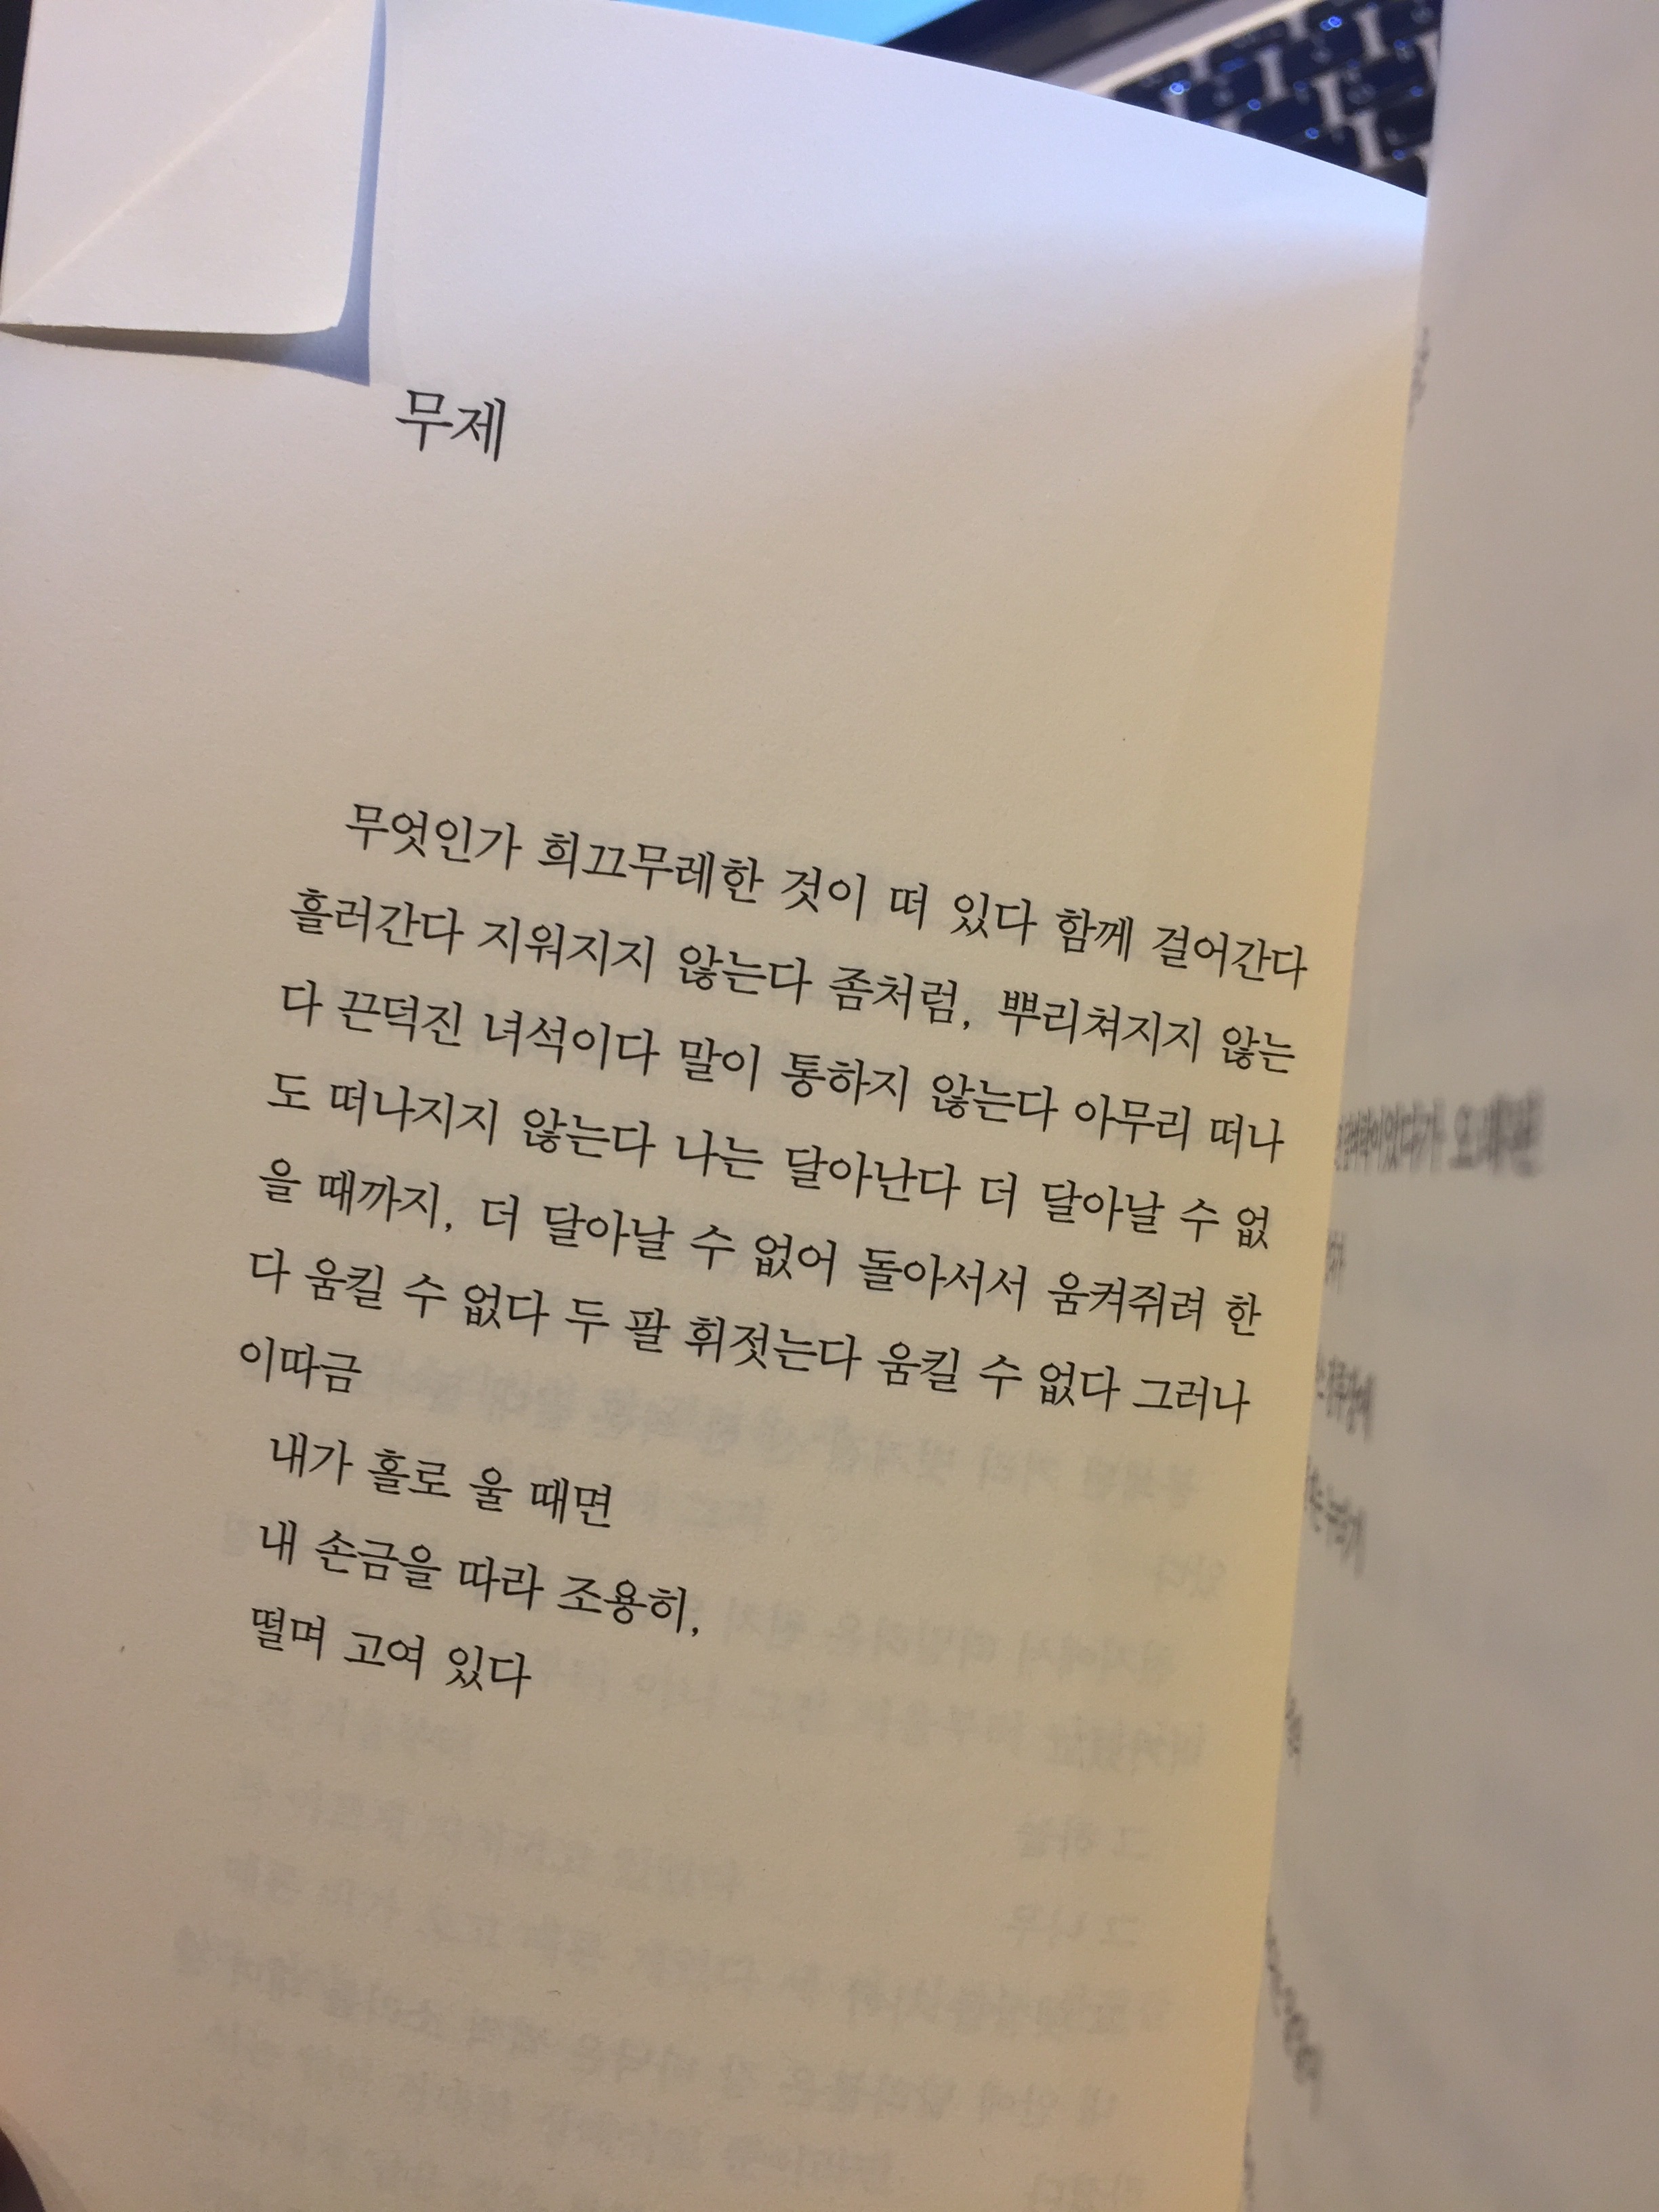 무제
무엇인가 희끄무레한 것이 떠 있다 함께 걸어간다
흘러간다 지워지지 않는다 좀처럼, 뿌리쳐지지 않는
다 끈덕진 녀석이다 말이 통하지 않는다 아무리 떠나
도 떠나지지 않는다 나는 달아난다 더 달아날 수 없
을 때까지, 더 달아날 수 없어 돌아서서 움켜쥐려 한
다 움킬 수 없다 두 팔 휘젓는다 움킬 수 없다 그러나
이따금
내가 홀로 울 때면
내 손금을 따라 조용히,
떨며 고여 있다